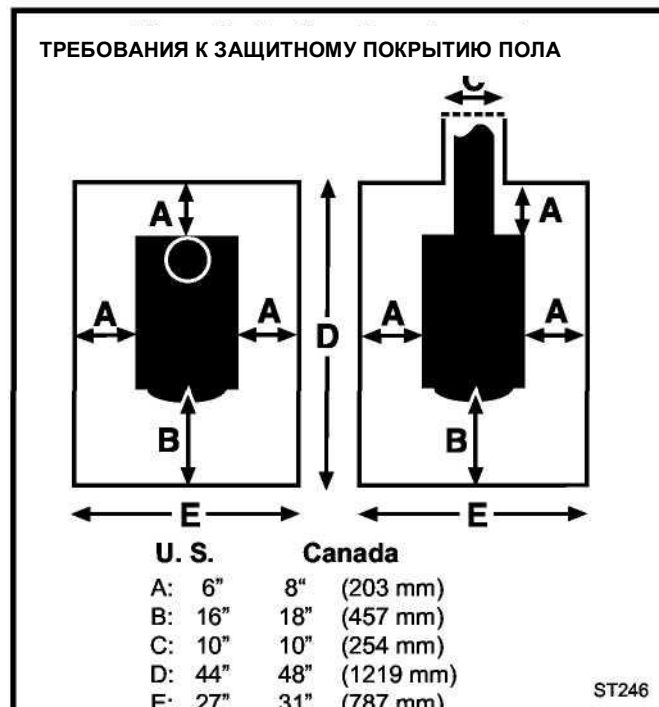 ТРЕБОВАНИЯ К ЗАЩИТНОМУ ПОКРЫТИЮ ПОЛА
C
A
A
A
A
A
A
D
B
B
E
E
U. S. Canada
A: 6” 8“ (203 mm)
B: 16” 18” (457 mm)
C: 10” 10” (254 mm)
D: 44” 48” (1219 mm)
E: 27” 31” (787 mm)
ST246